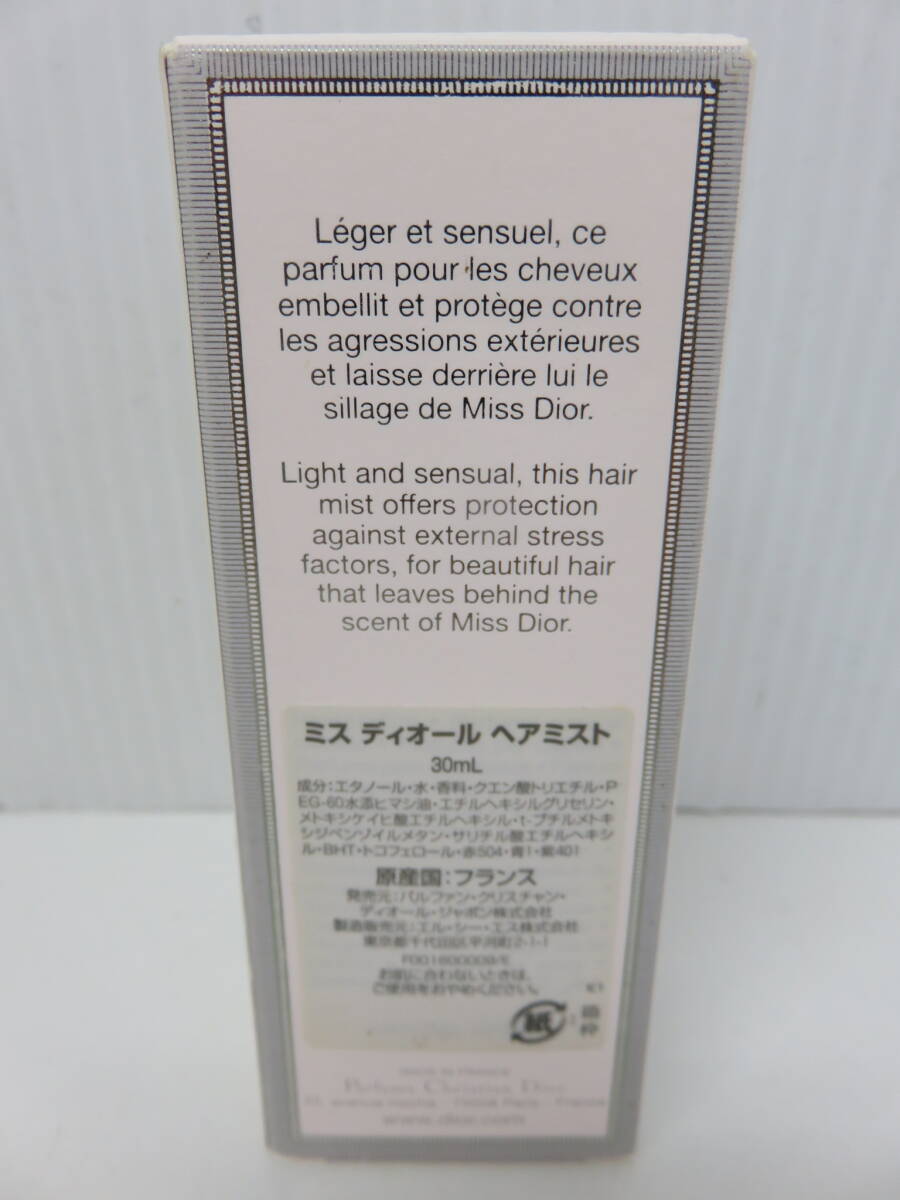 Léger et sensuel, ce
parfum pour les cheveux
embellit et protège contre
les agressions extérieures
et laisse derrière lui le
sillage de Miss Dior.
Light and sensual, this hair
mist offers protection
against external stress
factors, for beautiful hair
that leaves behind the
scent of Miss Dior.
ミス ディオール ヘアミスト
30mL
成分:エタノール・水・香料・クエン酸トリエチル・P
EG-60水添ヒマシ油・エチルヘキシルグリセリン・
メトキシケイヒ酸エチルヘキシル・t-ブチルメトキ
シジベンゾイルメタン・サリチル酸エチルヘキシ
ル・BHT・トコフェロール・赤504・青1・紫401
原産国:フランス
発売元:パルファン・クリスチャン・
ディオール・ジャポン株式会社
製造販売元:エル・シー・エス株式会社
東京都千代田区平河町2-1-1
F001600009/E
お肌に合わないときは、
ご使用をおやめください。
紙
箱
枠
MADE IN FRANCE
Parfums Christian Dior
Paris - France
www.dior.com